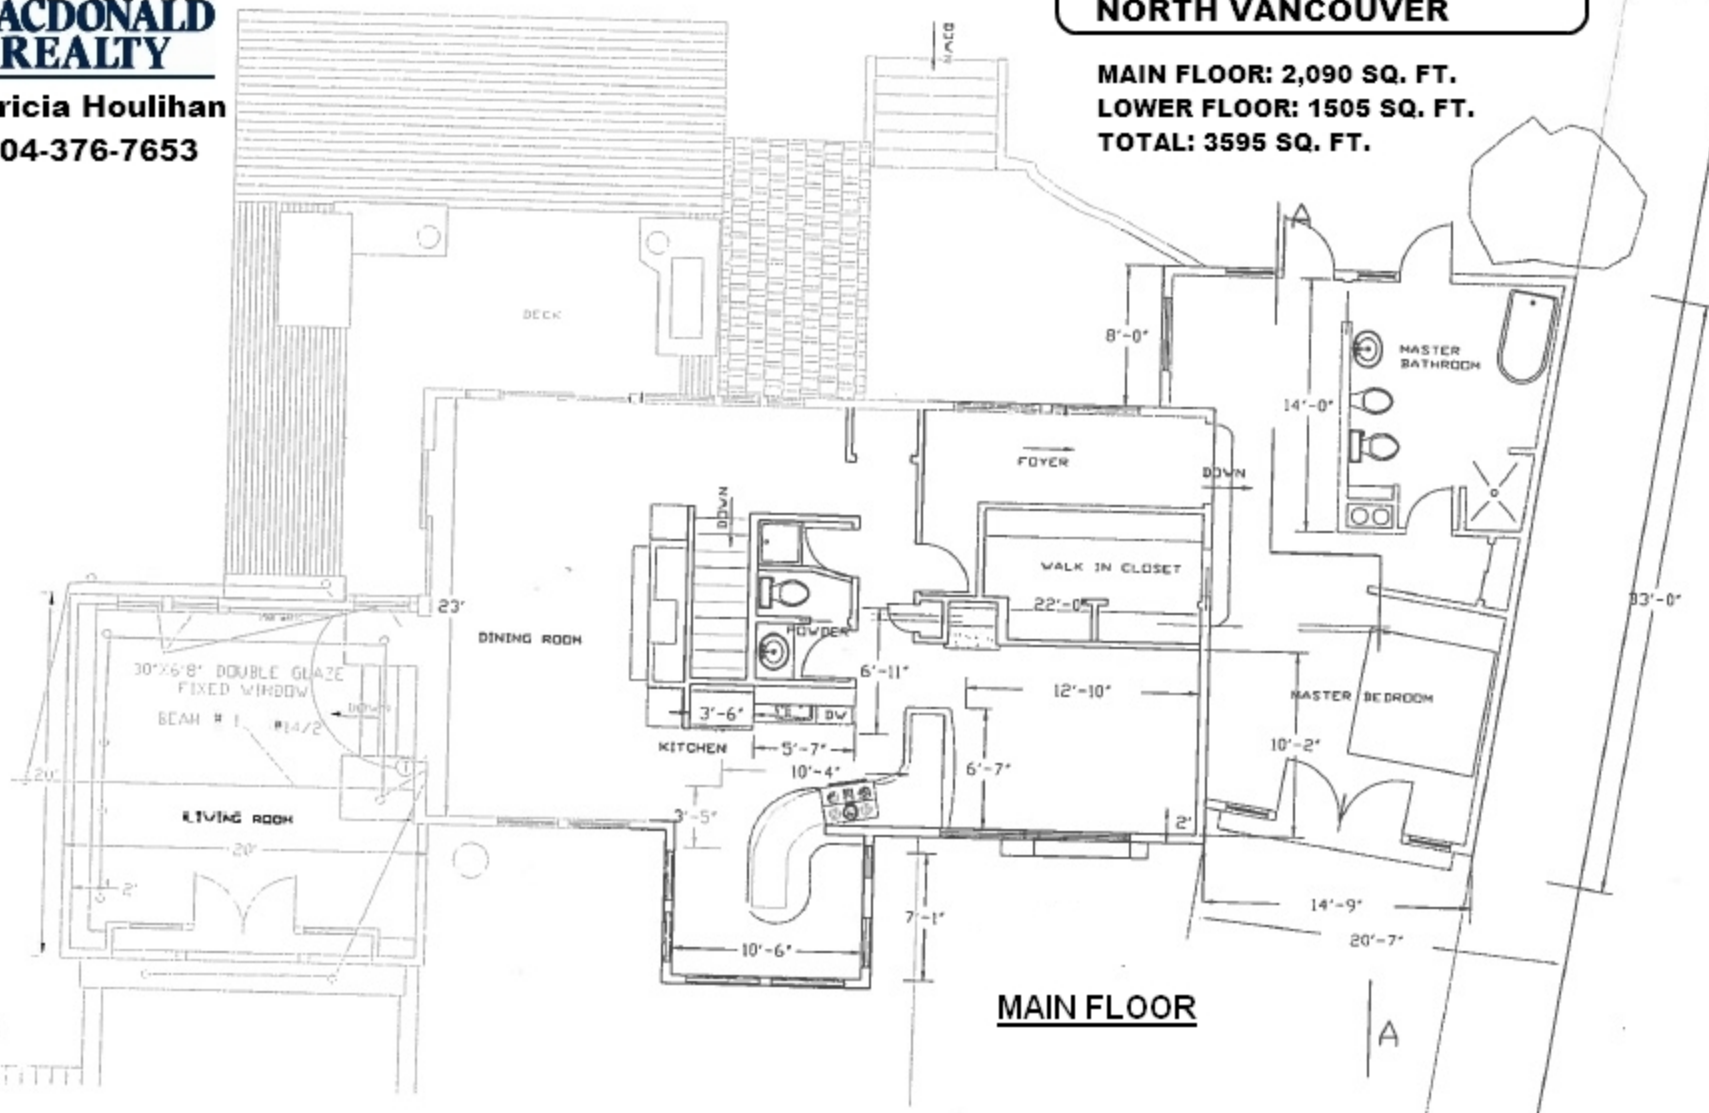 ACDONALD
REALTY
ricia Houlihan
04-376-7653
NORTH VANCOUVER
MAIN FLOOR: 2,090 SQ. FT.
LOWER FLOOR: 1505 SQ. FT.
TOTAL: 3595 SQ. FT.
DOWN
A
DECK
8'-0"
MASTER
BATHROOM
14'-0"
FOYER
DOWN
DOWN
WALK IN CLOSET
22'-0"
33'-0"
23'
DINING ROOM
POWDER
6'-11"
30"X6'8" DOUBLE GLAZE
FIXED WINDOW
BEAM # 1 #14/2
DOWN
12'-10"
MASTER BEDROOM
3'-6"
DW
KITCHEN
5'-7"
10'-2"
10'-4"
6'-7"
20'
1
LIVING ROOM
3'-5"
2'
20'
2'
7'-1"
14'-9"
10'-6"
20'-7"
MAIN FLOOR
A